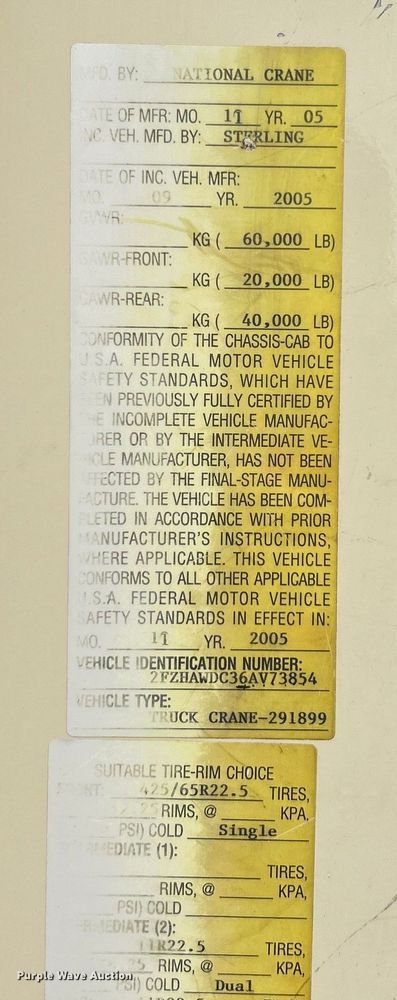 MFD. BY: NATIONAL CRANE
DATE OF MFR: MO. 11 YR. 05
INC. VEH. MFD. BY: STERLING
DATE OF INC. VEH. MFR:
MO. 09 YR. 2005
GVWR:
KG ( 60,000 LB)
GAWR-FRONT:
KG ( 20,000 LB)
GAWR-REAR:
KG ( 40,000 LB)
CONFORMITY OF THE CHASSIS-CAB TO
U.S.A. FEDERAL MOTOR VEHICLE
SAFETY STANDARDS, WHICH HAVE
BEEN PREVIOUSLY FULLY CERTIFIED BY
THE INCOMPLETE VEHICLE MANUFAC-
TURER OR BY THE INTERMEDIATE VE-
HICLE MANUFACTURER, HAS NOT BEEN
AFFECTED BY THE FINAL-STAGE MANU-
FACTURE. THE VEHICLE HAS BEEN COM-
PLETED IN ACCORDANCE WITH PRIOR
MANUFACTURER'S INSTRUCTIONS,
WHERE APPLICABLE. THIS VEHICLE
CONFORMS TO ALL OTHER APPLICABLE
U.S.A. FEDERAL MOTOR VEHICLE
SAFETY STANDARDS IN EFFECT IN:
MO. 11 YR. 2005
VEHICLE IDENTIFICATION NUMBER:
2FZHAWDC36AV73854
VEHICLE TYPE:
TRUCK CRANE-291899
SUITABLE TIRE-RIM CHOICE
FRONT: 425/65R22.5 TIRES,
RIMS, @ KPA,
PSI) COLD Single
INTERMEDIATE (1):
TIRES,
RIMS, @ KPA,
PSI) COLD
INTERMEDIATE (2):
11R22.5 TIRES,
RIMS, @ KPA,
PSI) COLD Dual
Purple Wave Auction